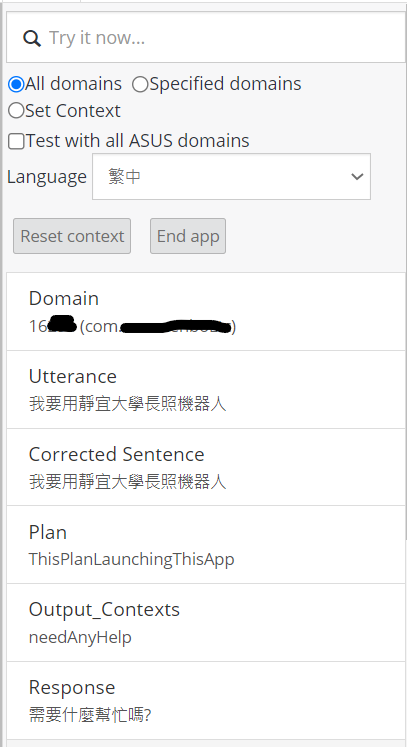 Try it now...
All domains Specified domains
Set Context
Test with all ASUS domains
Language 繁中
Reset context End app
Domain
16 (com.
Utterance
我要用靜宜大學長照機器人
Corrected Sentence
我要用靜宜大學長照機器人
Plan
ThisPlanLaunchingThisApp
Output_Contexts
needAnyHelp
Response
需要什麼幫忙嗎?